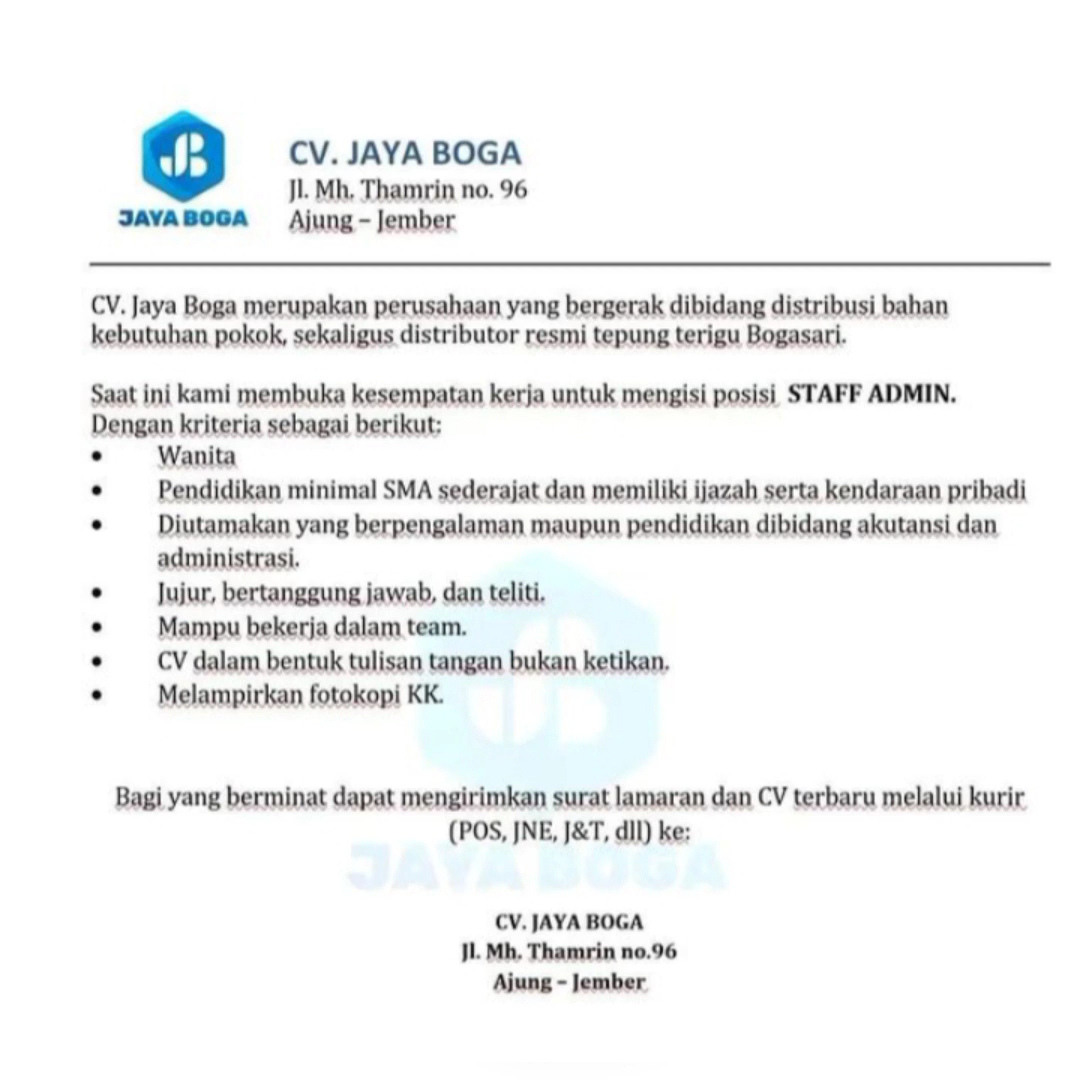 JB
JAYA BOGA
CV. JAYA BOGA
Jl. Mh. Thamrin no. 96
Ajung – Jember
CV. Jaya Boga merupakan perusahaan yang bergerak dibidang distribusi bahan
kebutuhan pokok, sekaligus distributor resmi tepung terigu Bogasari.
Saat ini kami membuka kesempatan kerja untuk mengisi posisi STAFF ADMIN.
Dengan kriteria sebagai berikut:
• Wanita
• Pendidikan minimal SMA sederajat dan memiliki ijazah serta kendaraan pribadi
• Diutamakan yang berpengalaman maupun pendidikan dibidang akutansi dan
administrasi.
• Jujur, bertanggung jawab, dan teliti.
• Mampu bekerja dalam team.
• CV dalam bentuk tulisan tangan bukan ketikan.
• Melampirkan fotokopi KK.
Bagi yang berminat dapat mengirimkan surat lamaran dan CV terbaru melalui kurir
(POS, JNE, J&T, dll) ke:
JB
JAYA BOGA
CV. JAYA BOGA
Jl. Mh. Thamrin no.96
Ajung – Jember